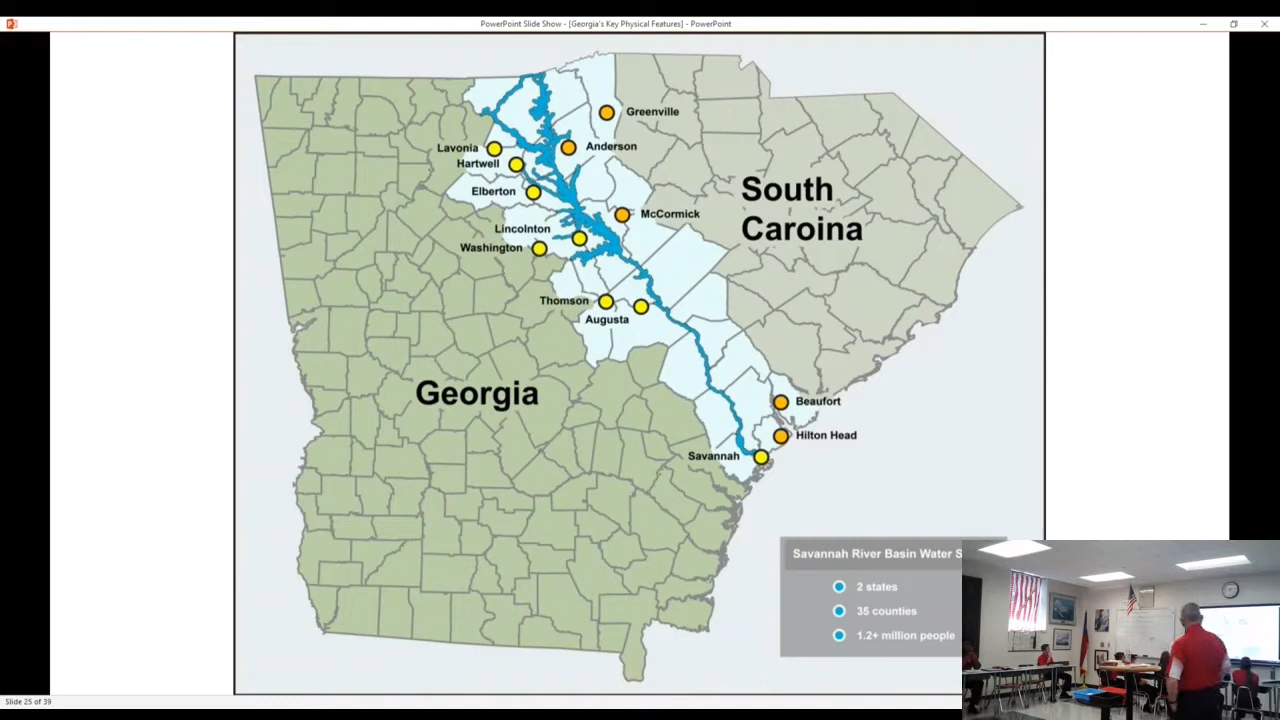 PowerPoint Slide Show - [Georgia's Key Physical Features] - PowerPoint
Greenville
Lavonia
Anderson
Hartwell
Elberton
South
Caroina
McCormick
Lincolnton
Washington
Thomson
Augusta
Georgia
Beaufort
Hilton Head
Savannah
Savannah River Basin Water S
2 states
35 counties
1.2+ million people
Slide 25 of 39